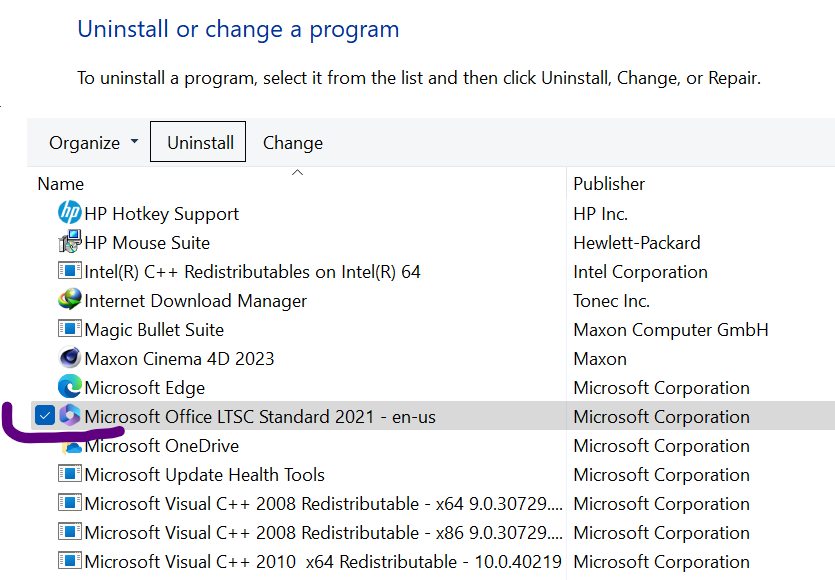 Uninstall or change a program
To uninstall a program, select it from the list and then click Uninstall, Change, or Repair.
Organize Uninstall Change
Name Publisher
hp HP Hotkey Support HP Inc.
HP Mouse Suite Hewlett-Packard
Intel(R) C++ Redistributables on Intel(R) 64 Intel Corporation
Internet Download Manager Tonec Inc.
Magic Bullet Suite Maxon Computer GmbH
Maxon Cinema 4D 2023 Maxon
Microsoft Edge Microsoft Corporation
Microsoft Office LTSC Standard 2021 - en-us Microsoft Corporation
Microsoft OneDrive Microsoft Corporation
Microsoft Update Health Tools Microsoft Corporation
Microsoft Visual C++ 2008 Redistributable - x64 9.0.30729.... Microsoft Corporation
Microsoft Visual C++ 2008 Redistributable - x86 9.0.30729.... Microsoft Corporation
Microsoft Visual C++ 2010  x64 Redistributable - 10.0.40219 Microsoft Corporation